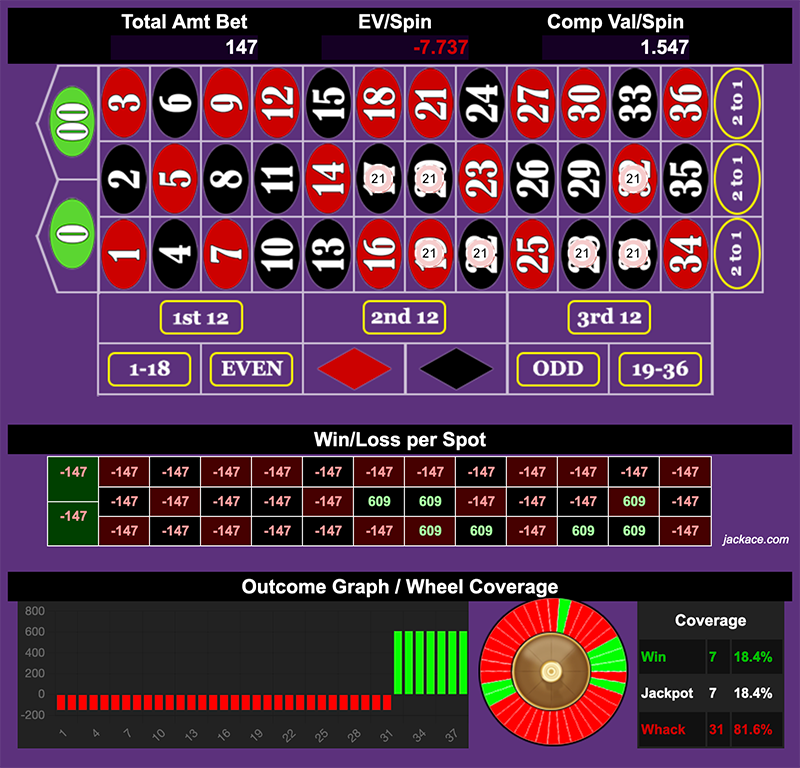 Total Amt Bet EV/Spin Comp Val/Spin
147 -7.737 1.547
00 3 6 9 12 15 18 21 24 27 30 33 36 2 to 1
2 5 8 11 14 21 21 23 26 29 21 35 2 to 1
0 1 4 7 10 13 16 21 21 25 21 21 34 2 to 1
1st 12 2nd 12 3rd 12
1-18 EVEN ODD 19-36
Win/Loss per Spot
-147 -147 -147 -147 -147 -147 -147 -147 -147 -147 -147 -147 -147
-147 -147 -147 -147 -147 609 609 -147 -147 -147 609 -147
-147 -147 -147 -147 -147 -147 -147 609 609 -147 609 609 -147
jackace.com
Outcome Graph / Wheel Coverage
800
600
400
200
0
-200
1 4 7 10 13 16 19 22 25 28 31 34 37
Coverage
Win 7 18.4%
Jackpot 7 18.4%
Whack 31 81.6%